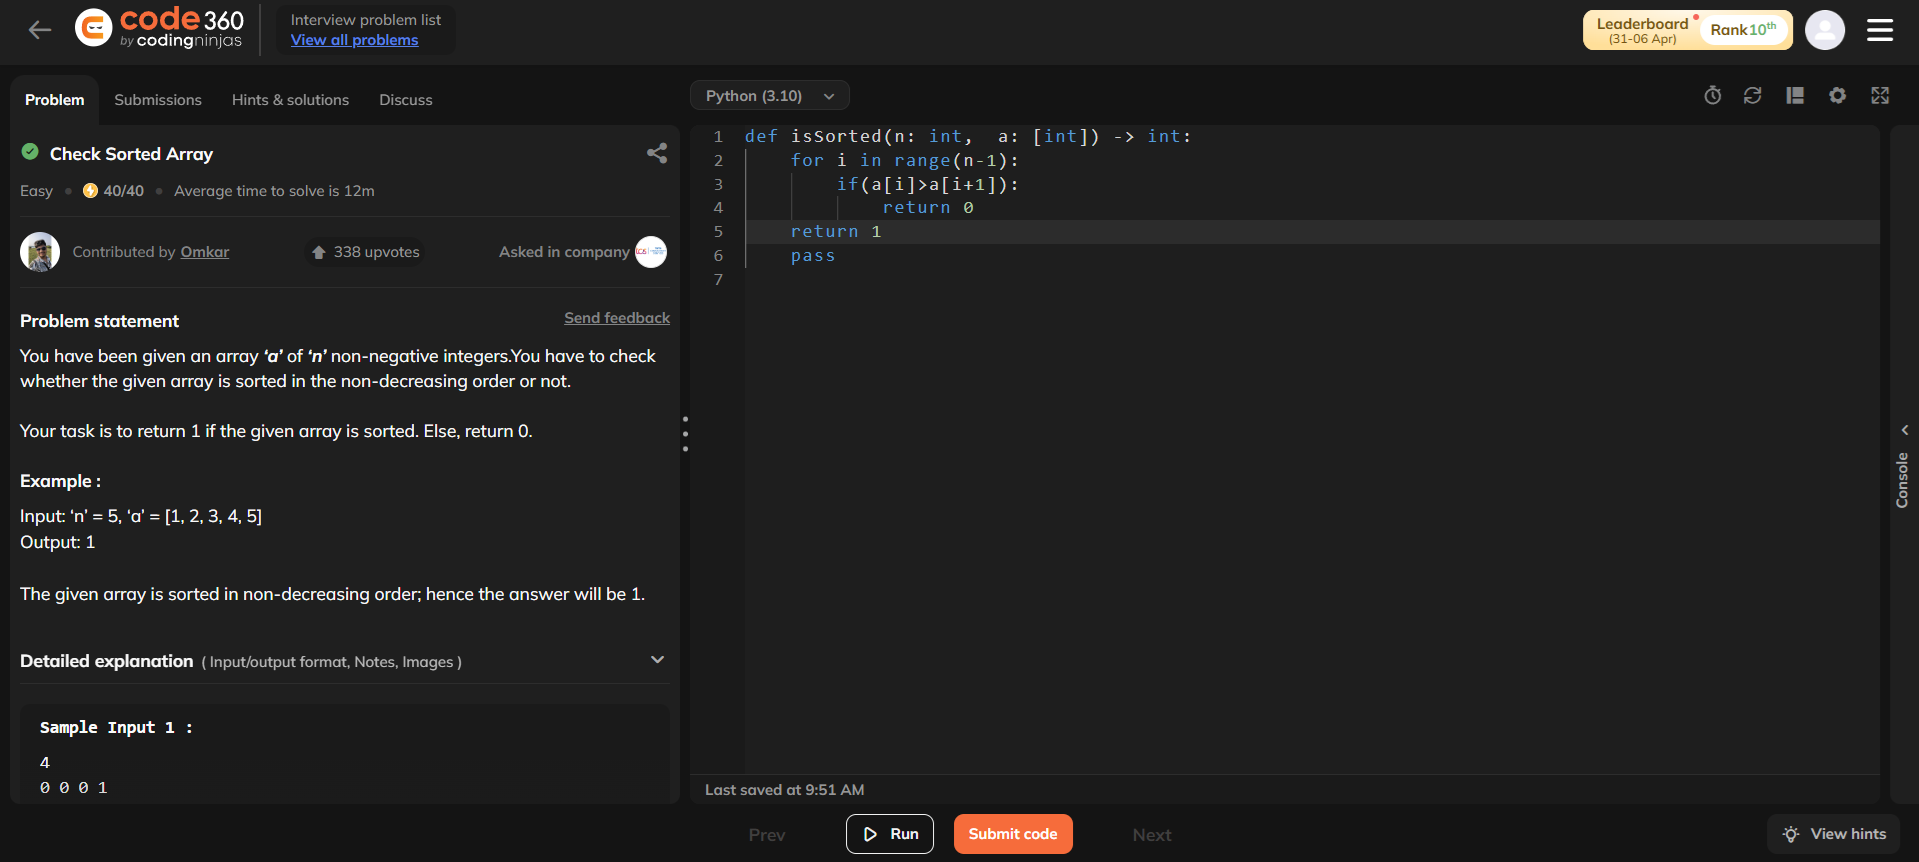 code 360
by codingninjas
Interview problem list
View all problems
Leaderboard
(31-06 Apr)
Rank 10th
Problem
Submissions
Hints & solutions
Discuss
Check Sorted Array
Easy
40/40
Average time to solve is 12m
Contributed by Omkar
338 upvotes
Asked in company
Problem statement
Send feedback
You have been given an array ‘a’ of ‘n’ non-negative integers.You have to check
whether the given array is sorted in the non-decreasing order or not.
Your task is to return 1 if the given array is sorted. Else, return 0.
Example :
Input: ‘n’ = 5, ‘a’ = [1, 2, 3, 4, 5]
Output: 1
The given array is sorted in non-decreasing order; hence the answer will be 1.
Detailed explanation ( Input/output format, Notes, Images )
Sample Input 1 :
4
0 0 0 1
Python (3.10)
1 def isSorted(n: int,  a: [int]) -> int:
2     for i in range(n-1):
3         if(a[i]>a[i+1]):
4             return 0
5     return 1
6     pass
7
Console
Last saved at 9:51 AM
Prev
Run
Submit code
Next
View hints